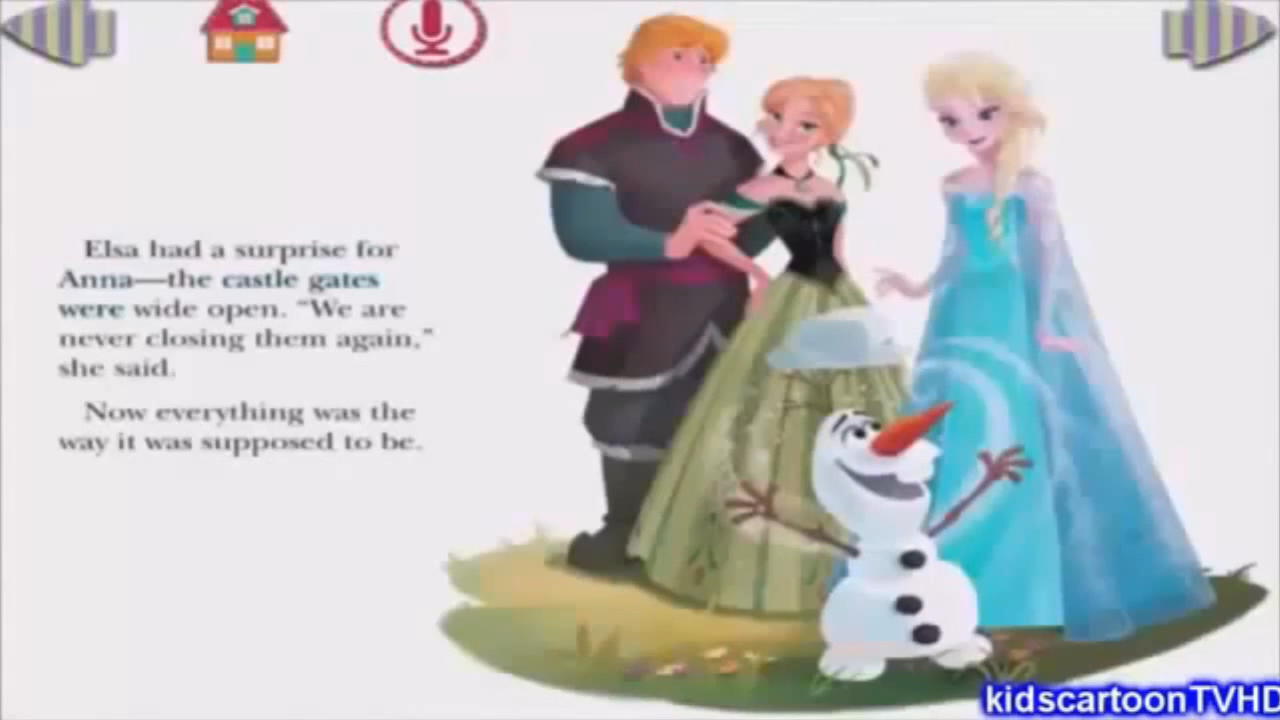 Elsa had a surprise for
Anna—the castle gates
were wide open. “We are
never closing them again,”
she said.
Now everything was the
way it was supposed to be.
kidscartoonTVHD